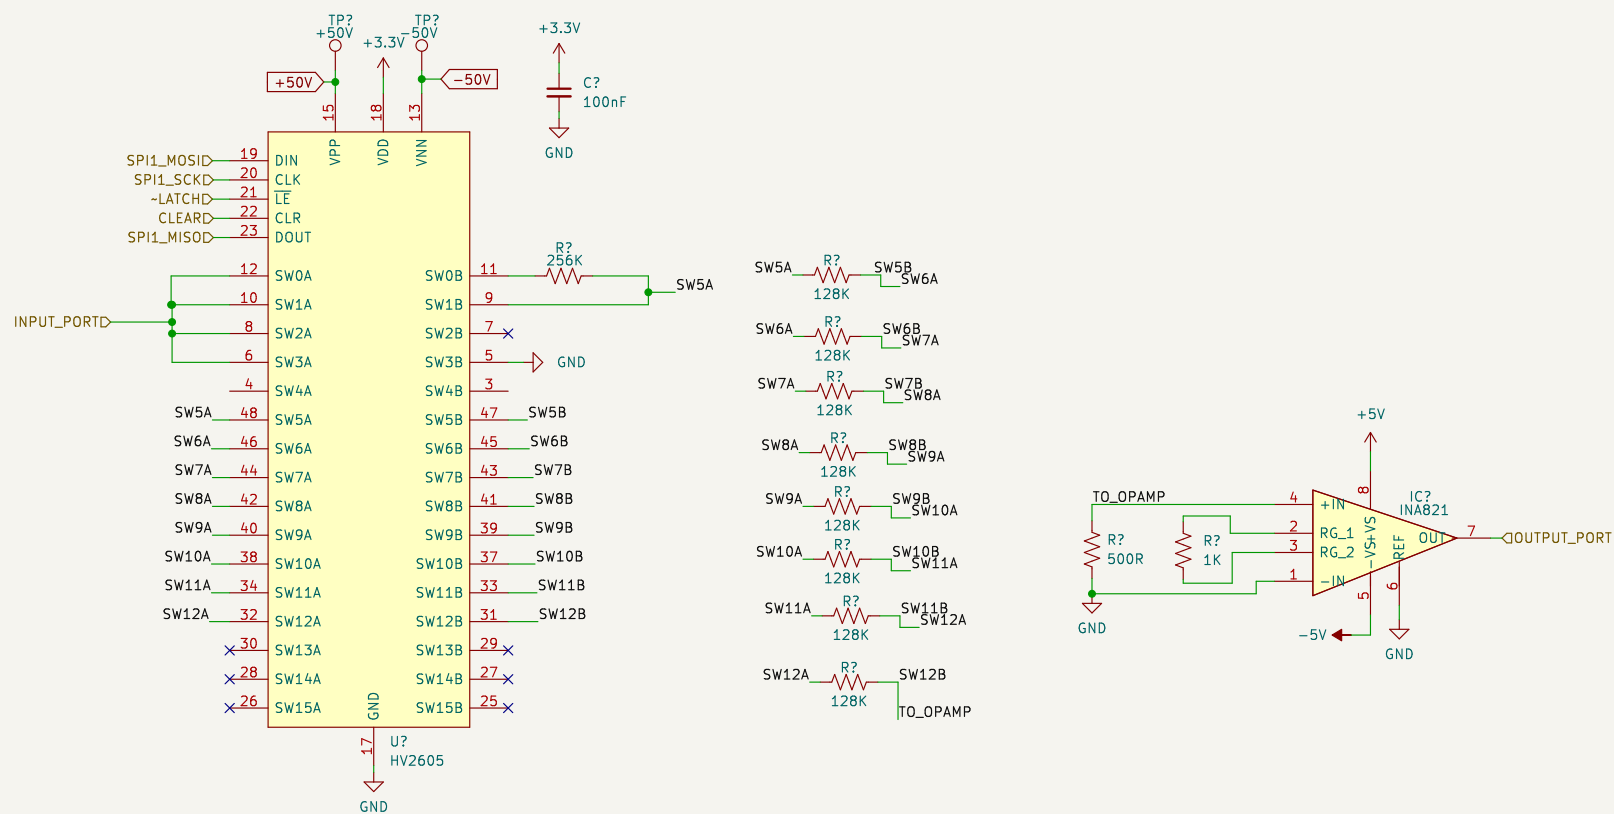 TP?
+50V
TP?
-50V
+3.3V
+3.3V
+50V
-50V
C?
100nF
GND
15
18
13
VPP
VDD
VNN
SPI1_MOSI
19
DIN
SPI1_SCK
20
CLK
~LATCH
21
LE
CLEAR
22
CLR
SPI1_MISO
23
DOUT
12
SW0A
SW0B
11
R?
256K
SW5A
10
SW1A
SW1B
9
INPUT_PORT
8
SW2A
SW2B
7
6
SW3A
SW3B
5
GND
4
SW4A
SW4B
3
SW5A
48
SW5A
SW5B
47
SW5B
SW6A
46
SW6A
SW6B
45
SW6B
SW7A
44
SW7A
SW7B
43
SW7B
SW8A
42
SW8A
SW8B
41
SW8B
SW9A
40
SW9A
SW9B
39
SW9B
SW10A
38
SW10A
SW10B
37
SW10B
SW11A
34
SW11A
SW11B
33
SW11B
SW12A
32
SW12A
SW12B
31
SW12B
30
SW13A
SW13B
29
28
SW14A
SW14B
27
26
SW15A
SW15B
25
GND
17
U?
HV2605
GND
SW5A
R?
128K
SW5B
SW6A
SW6A
R?
128K
SW6B
SW7A
SW7A
R?
128K
SW7B
SW8A
SW8A
R?
128K
SW8B
SW9A
SW9A
R?
128K
SW9B
SW10A
SW10A
R?
128K
SW10B
SW11A
SW11A
R?
128K
SW11B
SW12A
SW12A
R?
128K
SW12B
TO_OPAMP
+5V
TO_OPAMP
4
+IN
8
+VS
IC?
INA821
R?
500R
R?
1K
2
RG_1
3
RG_2
1
-IN
-VS
REF
OUT
7
OUTPUT_PORT
5
6
GND
-5V
GND